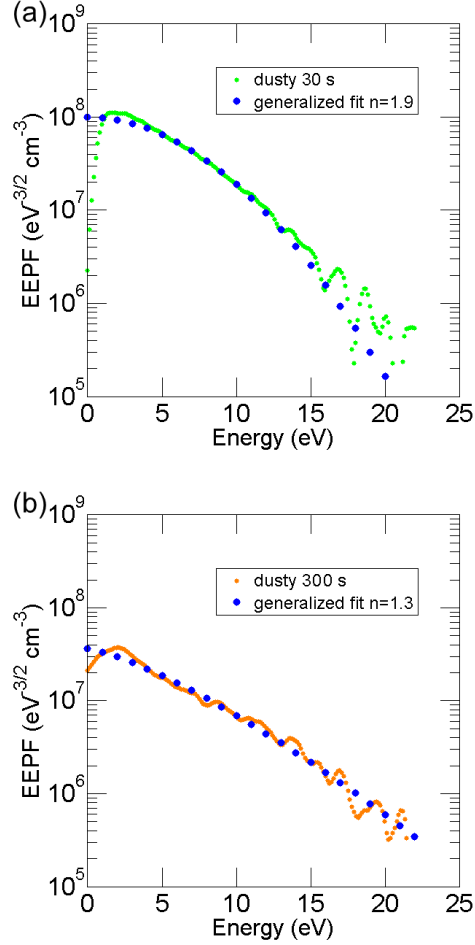 (a)
10^9
10^8
10^7
10^6
10^5
EEPF (eV^-3/2 cm^-3)
dusty 30 s
generalized fit n=1.9
0 5 10 15 20 25
Energy (eV)
(b)
10^9
10^8
10^7
10^6
10^5
EEPF (eV^-3/2 cm^-3)
dusty 300 s
generalized fit n=1.3
0 5 10 15 20 25
Energy (eV)